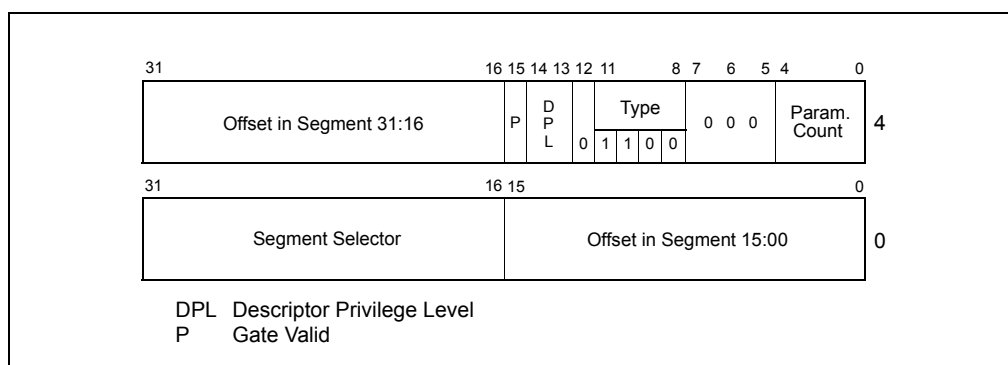 31 16 15 14 13 12 11 8 7 6 5 4 0
Offset in Segment 31:16 P D P L 0 Type 1 1 0 0 0 0 0 Param. Count 4
31 16 15 0
Segment Selector Offset in Segment 15:00 0
DPL Descriptor Privilege Level
P Gate Valid